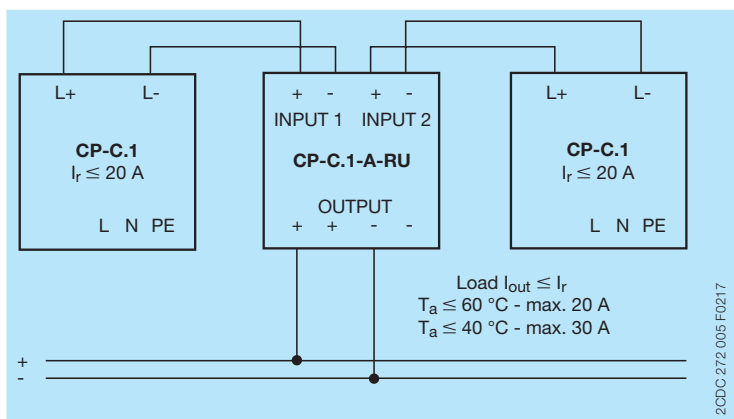 L+ L-
CP-C.1
Ir ≤ 20 A
L N PE
+ - + -
INPUT 1 INPUT 2
CP-C.1-A-RU
OUTPUT
+ + - -
L+ L-
CP-C.1
Ir ≤ 20 A
L N PE
Load Iout ≤ Ir
Ta ≤ 60 °C - max. 20 A
Ta ≤ 40 °C - max. 30 A
+
-
2CDC 272 005 F0217